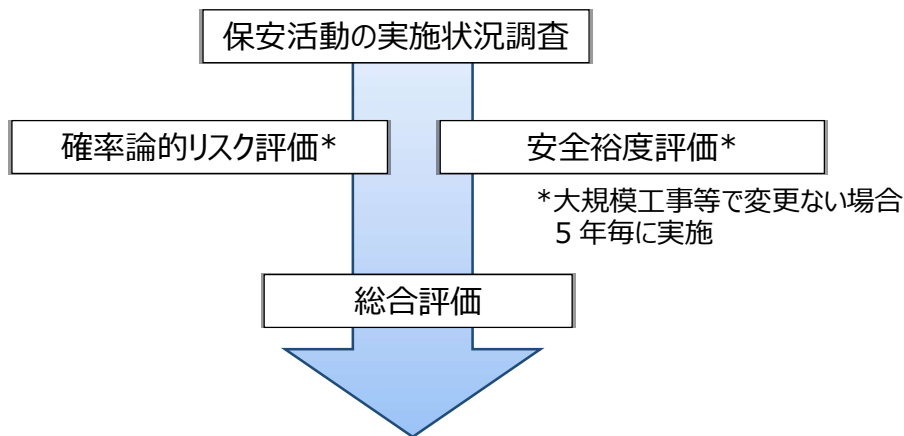 保安活動の実施状況調査
確率論的リスク評価*
安全裕度評価*
*大規模工事等で変更ない場合
5年毎に実施
総合評価